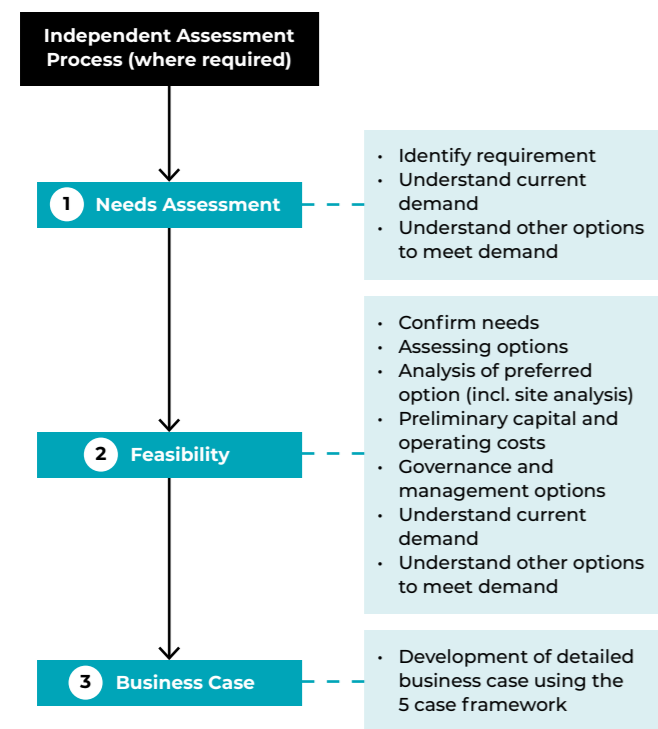 Independent Assessment
Process (where required)
1 Needs Assessment
• Identify requirement
• Understand current
demand
• Understand other options
to meet demand
2 Feasibility
• Confirm needs
• Assessing options
• Analysis of preferred
option (incl. site analysis)
• Preliminary capital and
operating costs
• Governance and
management options
• Understand current
demand
• Understand other options
to meet demand
3 Business Case
• Development of detailed
business case using the
5 case framework